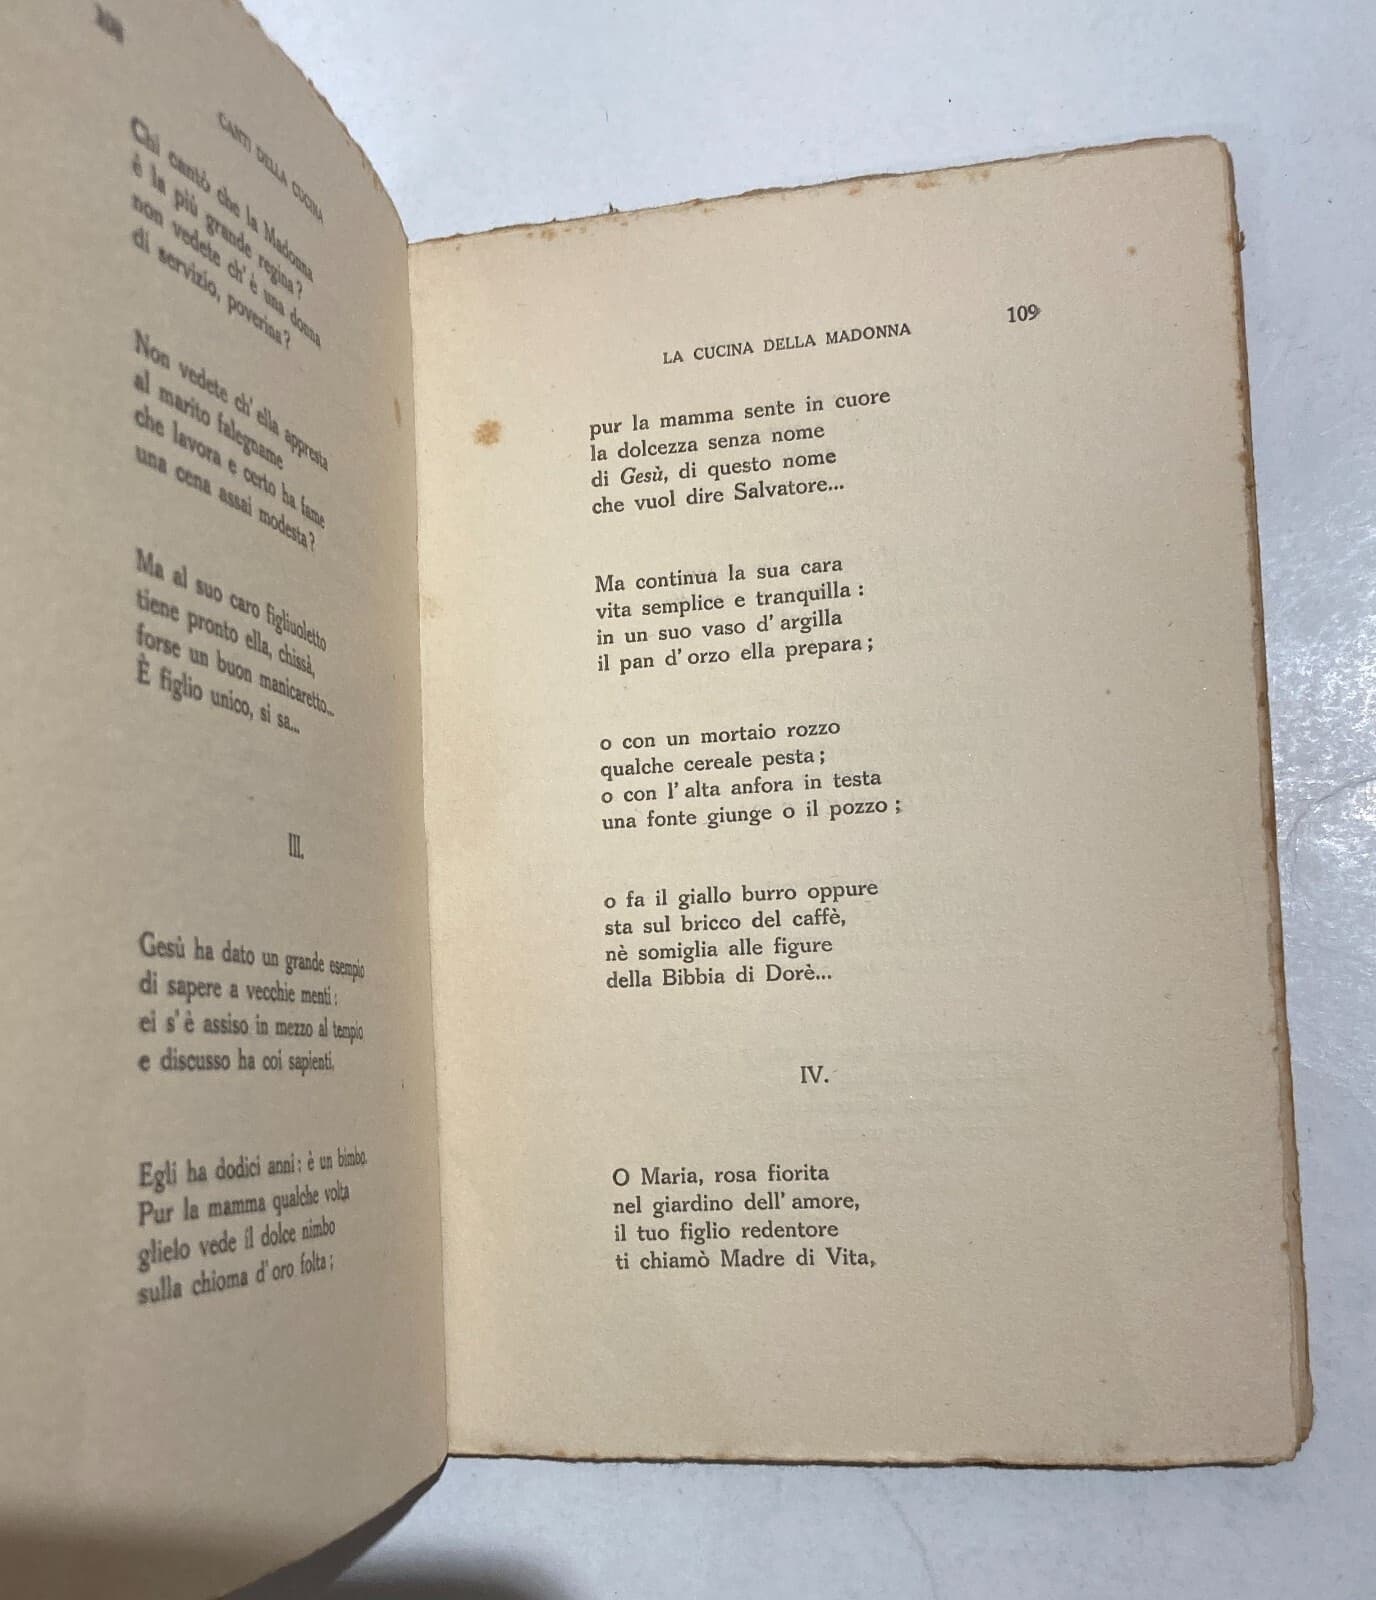 CANTI DELLA CUCINA
Chi cantò che la Madonna
è la più grande regina?
non vedete ch' è una donna
di servizio, poverina?
Non vedete ch' ella appresta
al marito falegname
che lavora e certo ha fame
una cena assai modesta?
Ma al suo caro figliuoletto
tiene pronto ella, chissà,
forse un buon manicaretto...
È figlio unico, si sa...
III.
Gesù ha dato un grande esempio
di sapere a vecchie menti;
ei s' è assiso in mezzo al tempio
e discusso ha coi sapienti.
Egli ha dodici anni: è un bimbo.
Pur la mamma qualche volta
glielo vede il dolce nimbo
sulla chioma d' oro folta;
109
LA CUCINA DELLA MADONNA
pur la mamma sente in cuore
la dolcezza senza nome
di Gesù, di questo nome
che vuol dire Salvatore...
Ma continua la sua cara
vita semplice e tranquilla :
in un suo vaso d' argilla
il pan d' orzo ella prepara ;
o con un mortaio rozzo
qualche cereale pesta ;
o con l' alta anfora in testa
una fonte giunge o il pozzo ;
o fa il giallo burro oppure
sta sul bricco del caffè,
nè somiglia alle figure
della Bibbia di Dorè...
IV.
O Maria, rosa fiorita
nel giardino dell' amore,
il tuo figlio redentore
ti chiamò Madre di Vita,